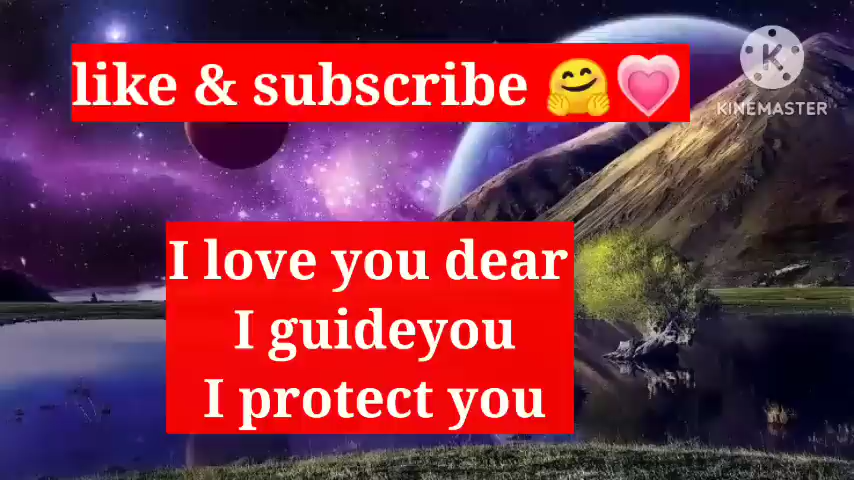 like & subscribe 🤗💗
K
KINEMASTER
I love you dear
I guideyou
I protect you